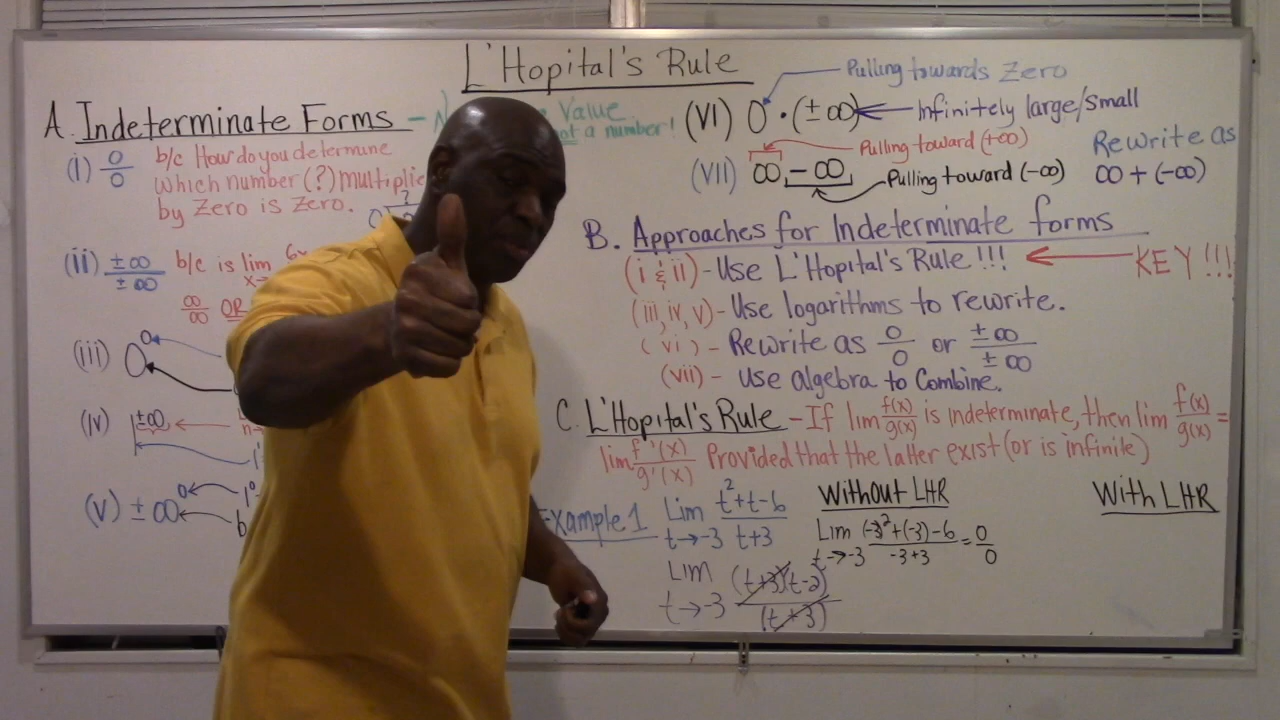 L'Hopital's Rule
A. Indeterminate Forms - Value
not a number!
(i) 0/0 b/c How do you determine
which number (?) multiplie
by Zero is Zero.
?
(ii) ±∞/±∞ b/c is lim
x→
∞/∞ OR
(iii) 0^0
(iv) 1^±∞
(v) ±∞^0
Pulling towards Zero
(VI) 0·(±∞) Infinitely large/small
Pulling toward (+∞)
(VII) ∞ - ∞ Pulling toward (-∞)
Rewrite as
∞ + (-∞)
B. Approaches for Indeterminate forms
(i & ii) - Use L'Hopital's Rule!!! KEY!!!
(iii, iv, v) - Use logarithms to rewrite.
(vi) - Rewrite as 0/0 or ±∞/±∞
(vii) - Use algebra to Combine.
C. L'Hopital's Rule - If lim f(x)/g(x) is indeterminate, then lim f(x)/g(x) =
lim f'(x)/g'(x) Provided that the latter exist (or is infinite)
Example 1 Lim t→-3 t²+t-6/t+3
Without LHR
Lim t→-3 (-3)²+(-3)-6/-3+3 = 0/0
With LHR
Lim t→-3 (t+3)(t-2)/(t+3)